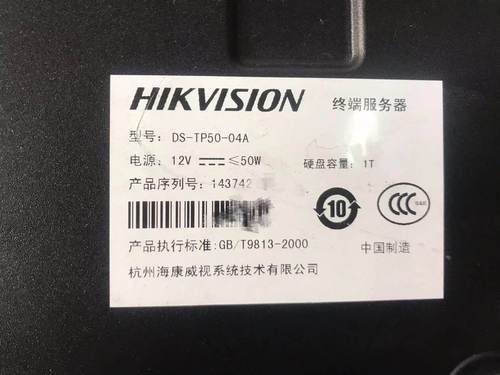 HIKVISION 终端服务器
型号: DS-TP50-04A
电源: 12V ⎓ ≤50W 硬盘容量: 1T
产品序列号: 143742
10
CCC
产品执行标准:GB/T9813-2000 中国制造
杭州海康威视系统技术有限公司